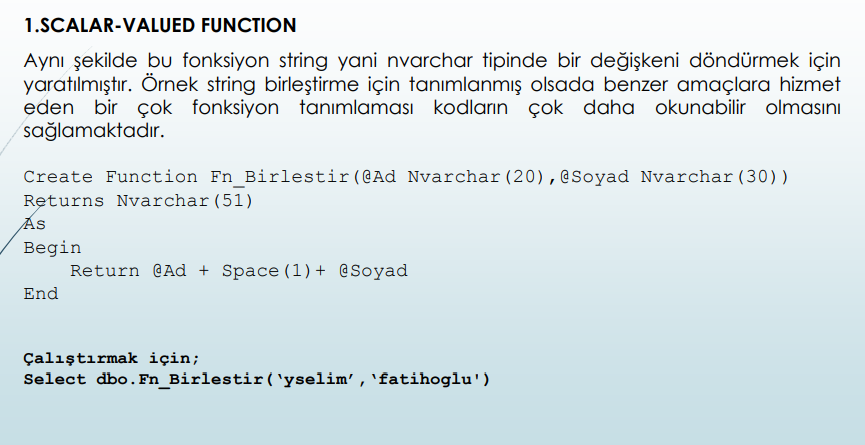 1.SCALAR-VALUED FUNCTION
Aynı şekilde bu fonksiyon string yani nvarchar tipinde bir değişkeni döndürmek için
yaratılmıştır. Örnek string birleştirme için tanımlanmış olsada benzer amaçlara hizmet
eden bir çok fonksiyon tanımlaması kodların çok daha okunabilir olmasını
sağlamaktadır.
Create Function Fn_Birlestir(@Ad Nvarchar(20),@Soyad Nvarchar(30))
Returns Nvarchar(51)
As
Begin
    Return @Ad + Space(1)+ @Soyad
End
Çalıştırmak için;
Select dbo.Fn_Birlestir(‘yselim’,‘fatihoglu')